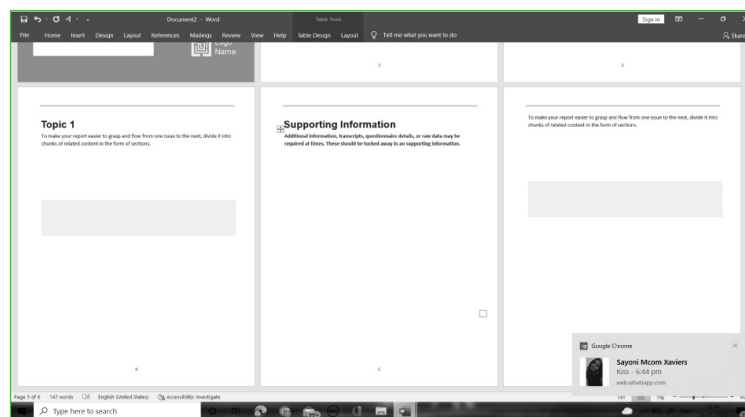 Document2 - Word
Table Tools
Sign in
File Home Insert Design Layout References Mailings Review View Help Table Design Layout Tell me what you want to do Share
Logo
Name
2
3
Topic 1
To make your report easier to grasp and flow from one issue to the next, divide it into
chunks of related content in the form of sections.
4
Supporting Information
Additional information, transcripts, questionnaire details, or raw data may be
required at times. These should be tucked away in an supporting information.
5
To make your report easier to grasp and flow from one issue to the next, divide it into
chunks of related content in the form of sections.
Google Chrome
Sayoni Mcom Xaviers
Kiss - 6:44 pm
web.whatsapp.com
Page 5 of 6 147 words English (United States) Accessibility: Investigate
Type here to search